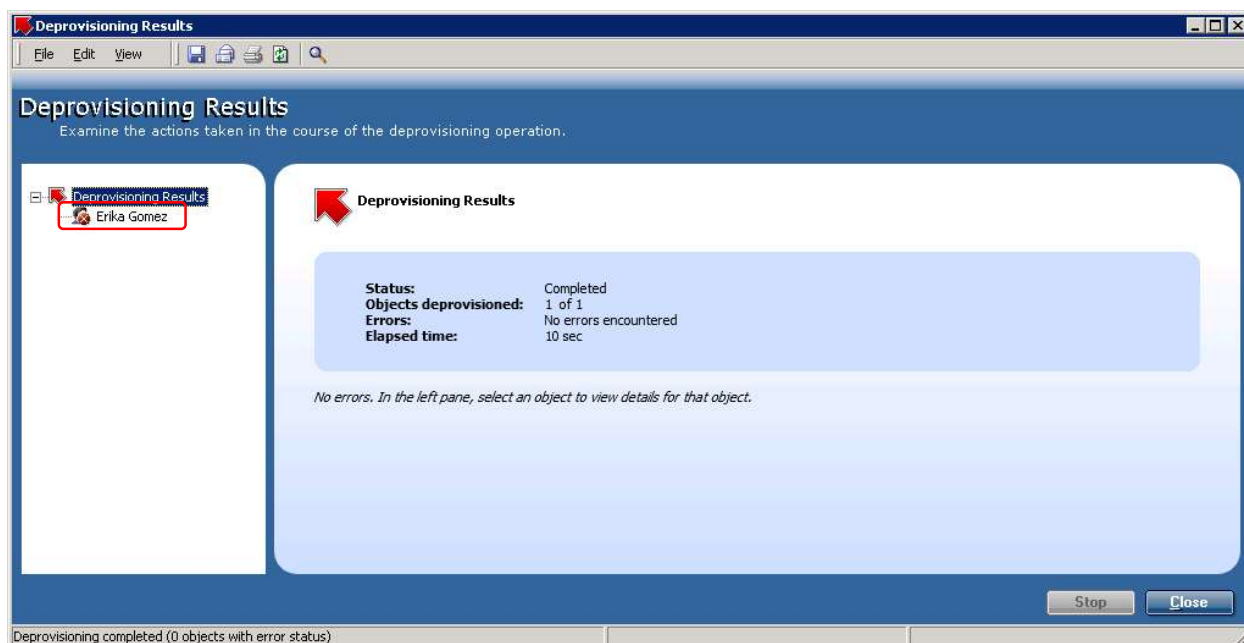 Deprovisioning Results
File Edit View
Deprovisioning Results
Examine the actions taken in the course of the deprovisioning operation.
Deprovisioning Results
Erika Gomez
Deprovisioning Results
Status: Completed
Objects deprovisioned: 1 of 1
Errors: No errors encountered
Elapsed time: 10 sec
No errors. In the left pane, select an object to view details for that object.
Stop Close
Deprovisioning completed (0 objects with error status)